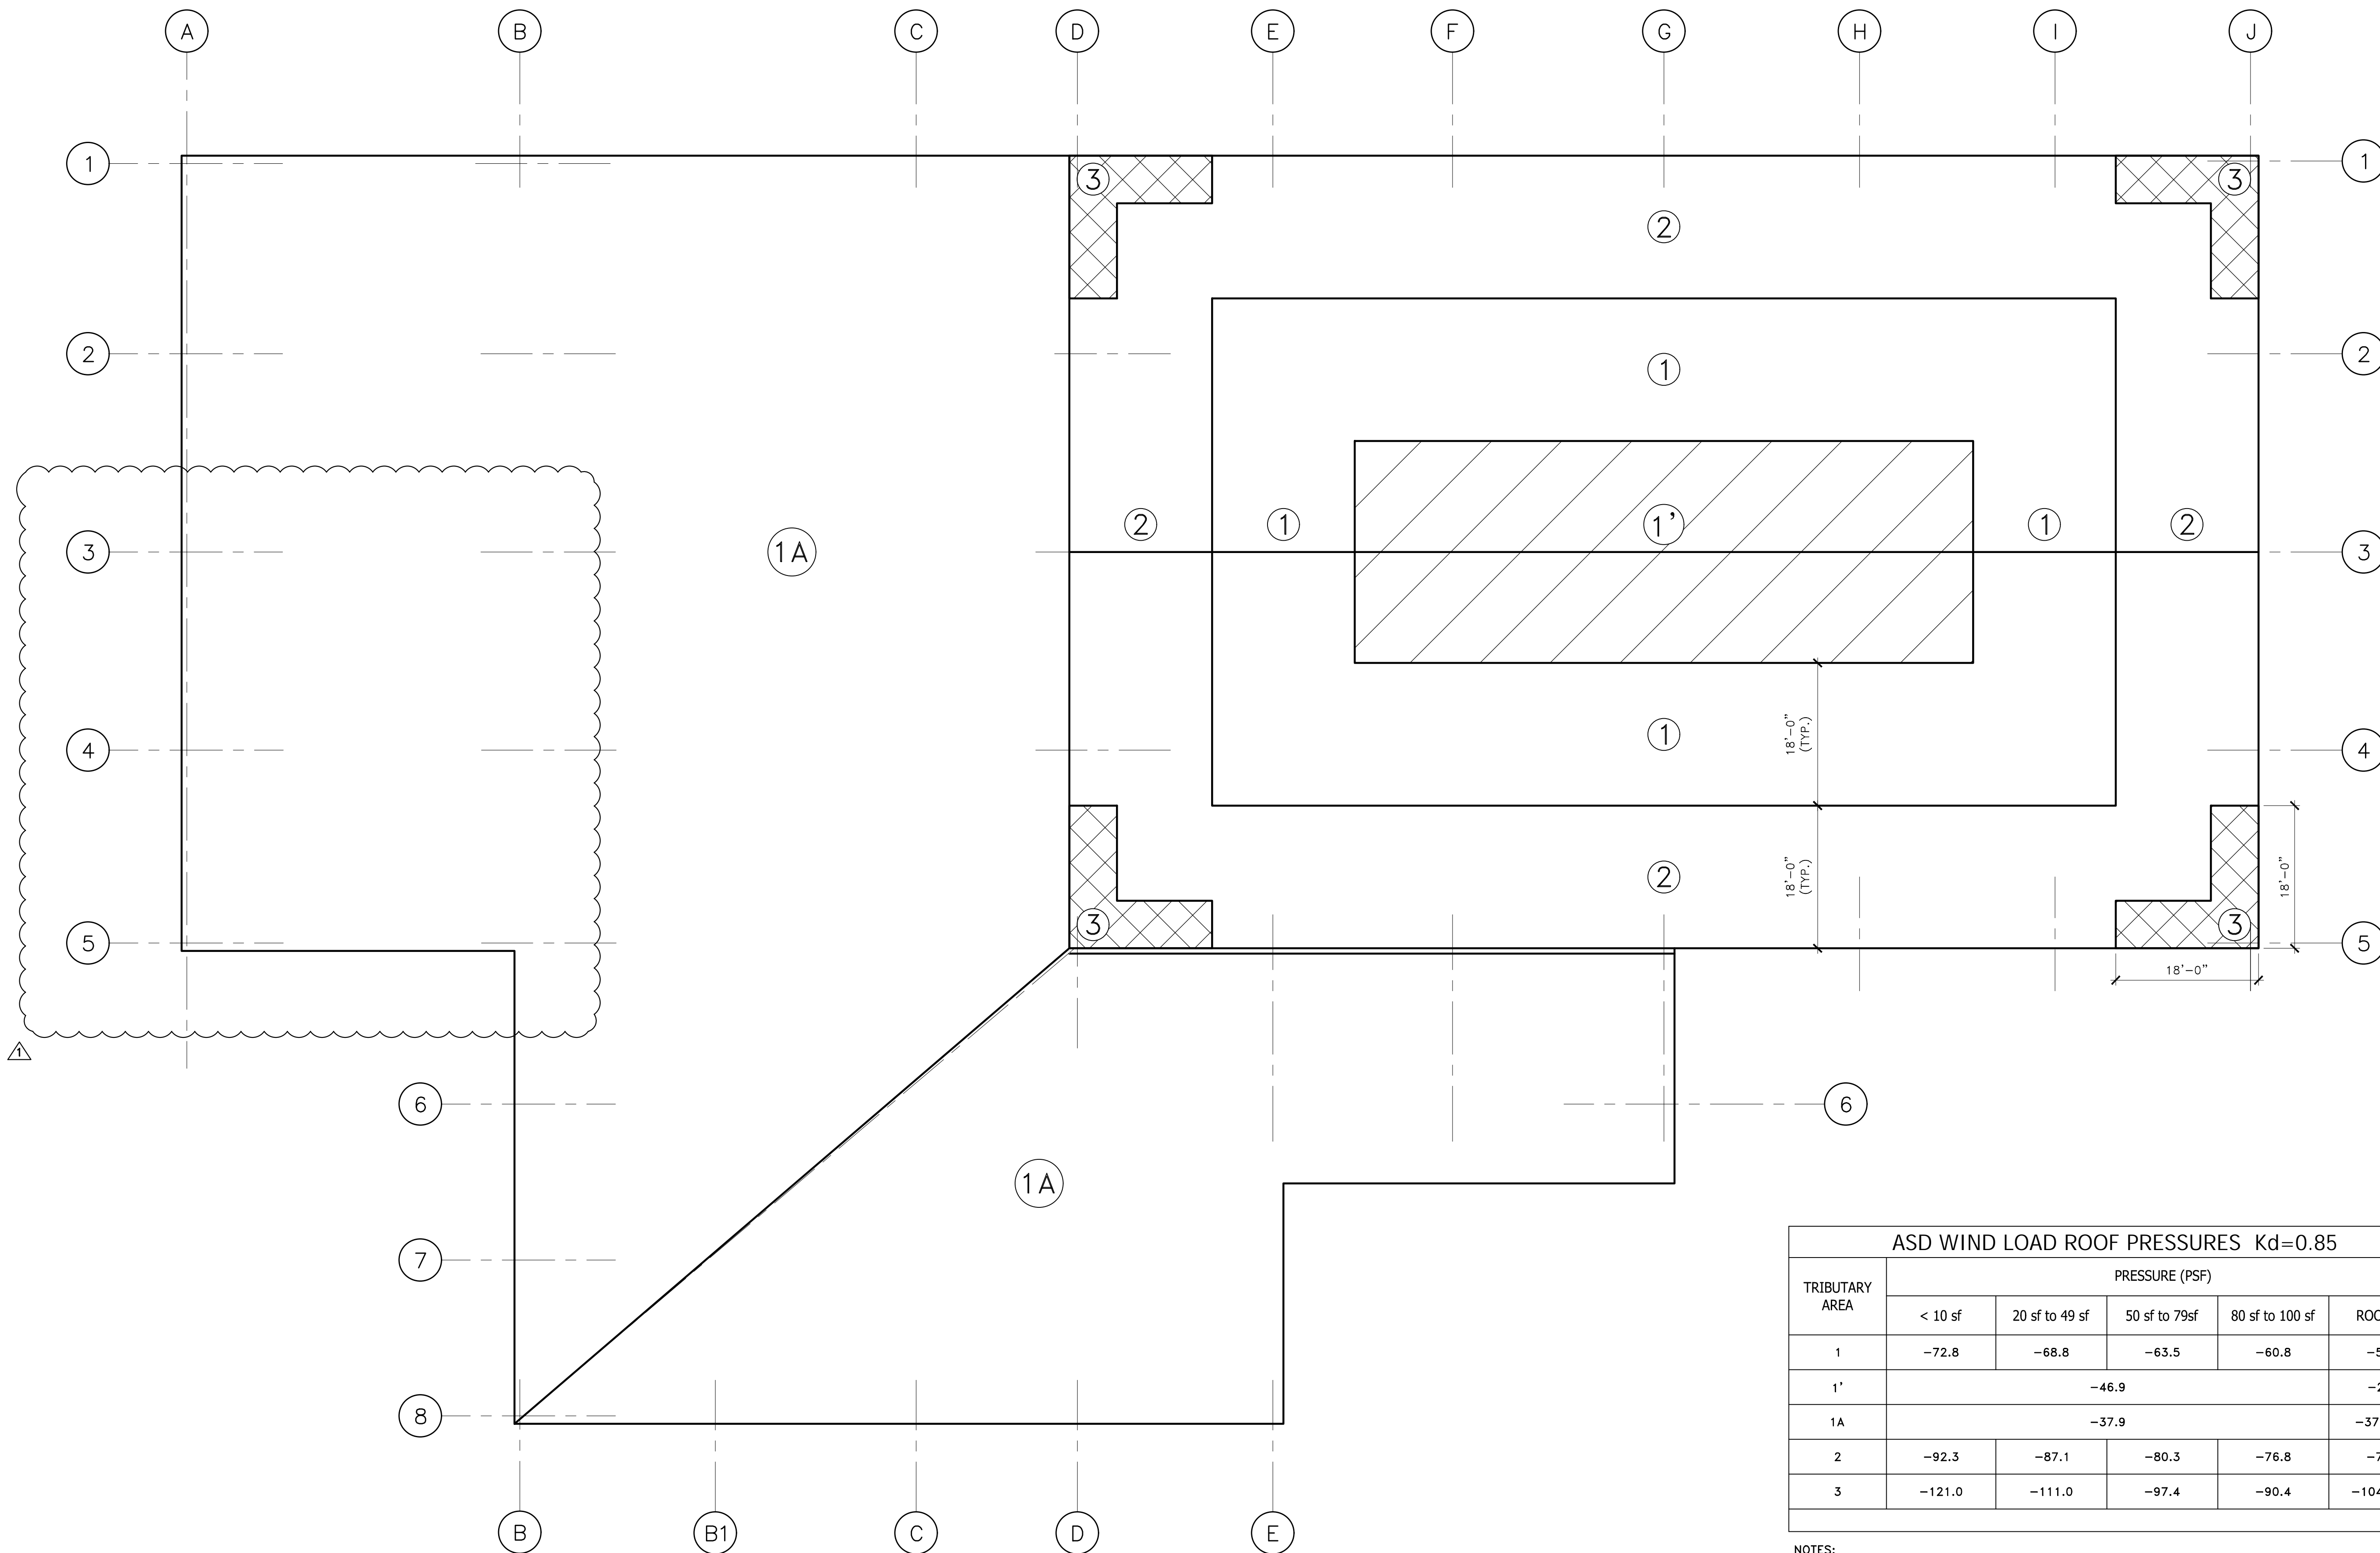 A B C D E F G H I J
1 1
3 3
2
2 2
1
2 1 1' 1 2
3 3
1A
4 4
1
18'-0"
(TYP.)
2
18'-0"
(TYP.)
18'-0"
3 3
5 5
18'-0"
1
6 6
1A
7
8
B B1 C D E
ASD WIND LOAD ROOF PRESSURES Kd=0.85
TRIBUTARY
AREA
PRESSURE (PSF)
< 10 sf 20 sf to 49 sf 50 sf to 79sf 80 sf to 100 sf
1 -72.8 -68.8 -63.5 -60.8
1' -46.9
1A -37.9
2 -92.3 -87.1 -80.3 -76.8
3 -121.0 -111.0 -97.4 -90.4
NOTES: